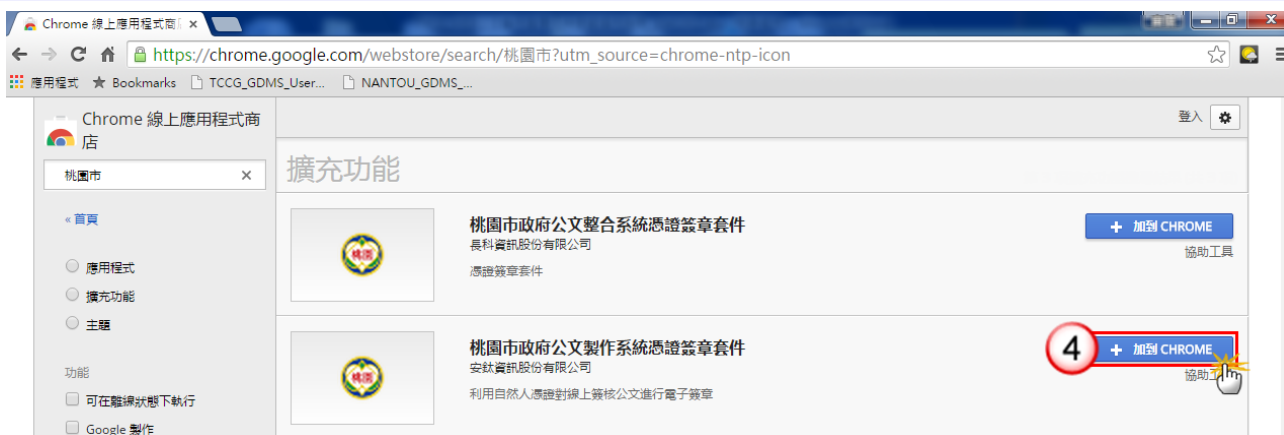 Chrome 線上應用程式商
https://chrome.google.com/webstore/search/桃園市?utm_source=chrome-ntp-icon
應用程式 Bookmarks TCCG_GDMS_User... NANTOU_GDMS_...
Chrome 線上應用程式商
店
登入
桃園市
擴充功能
«首頁
應用程式
擴充功能
主題
功能
可在離線狀態下執行
Google 製作
桃園市政府公文整合系統憑證簽章套件
長科資訊股份有限公司
憑證簽章套件
+ 加到 CHROME
協助工具
桃園市政府公文製作系統憑證簽章套件
安鈦資訊股份有限公司
利用自然人憑證對線上簽核公文進行電子簽章
4
+ 加到 CHROME
協助工